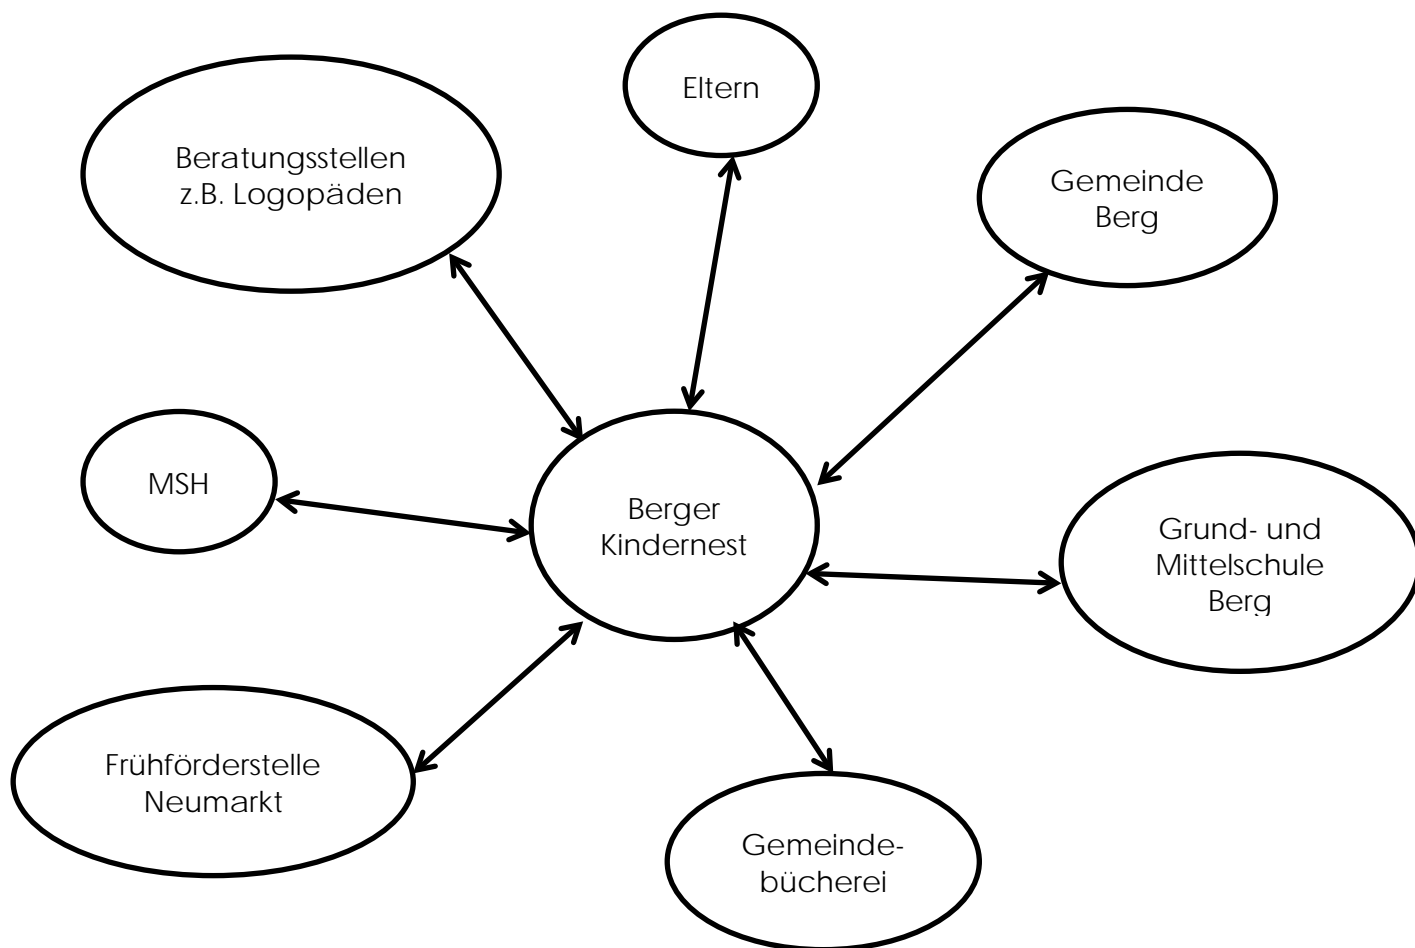 Eltern
Beratungsstellen
z.B. Logopäden
Gemeinde
Berg
MSH
Berger
Kindernest
Grund- und
Mittelschule
Berg
Frühförderstelle
Neumarkt
Gemeinde-
bücherei